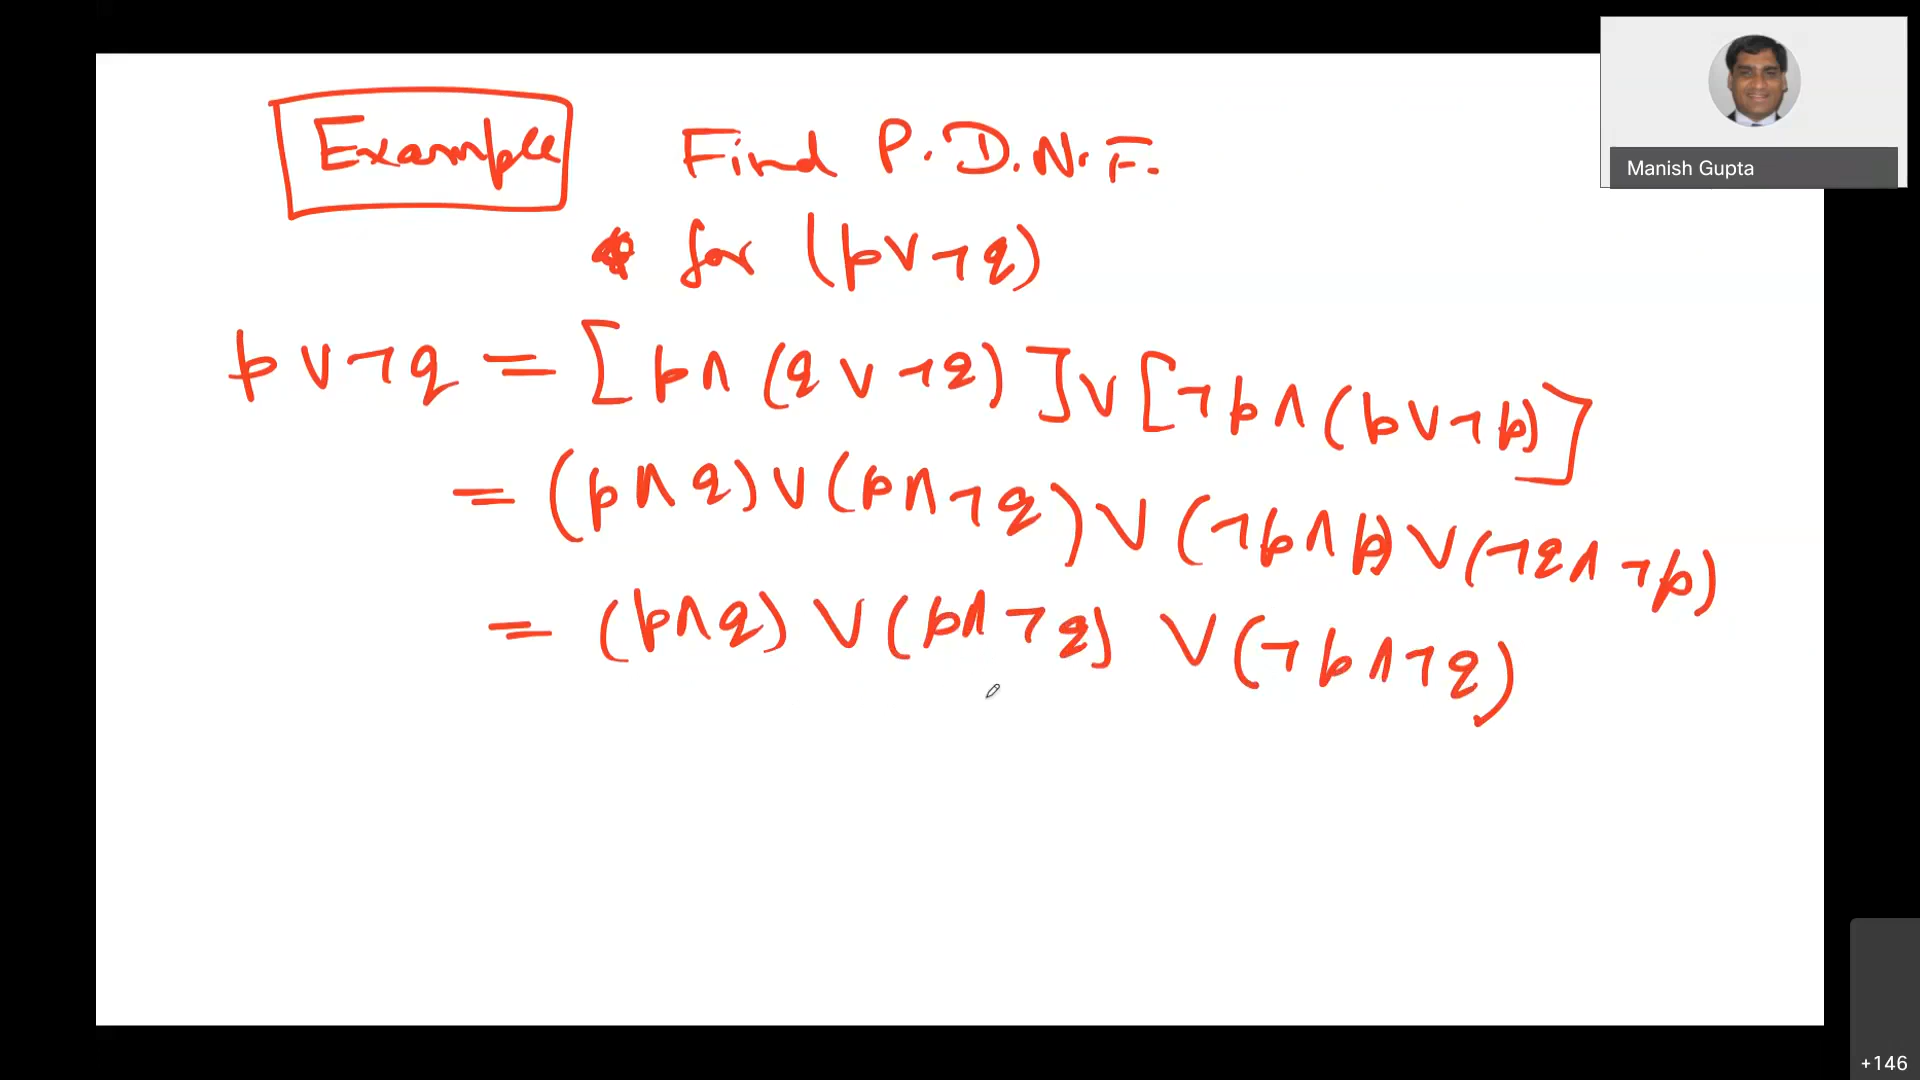 Example Find P.D.N.F.
for (p∨¬q)
p∨¬q = [p∧(q∨¬q)]∨[¬p∧(p∨¬p)]
= (p∧q)∨(p∧¬q)∨(¬p∧p)∨(¬q∧¬p)
= (p∧q)∨(p∧¬q)∨(¬p∧¬q)
Manish Gupta
+146